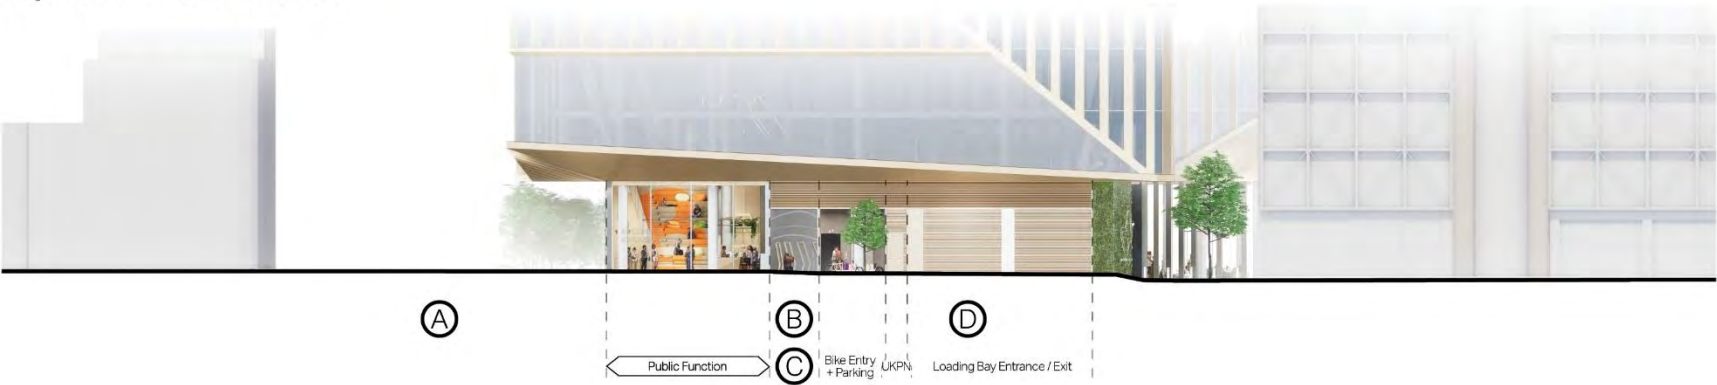 A
B
D
Public Function
C
Bike Entry
+ Parking
UKPN
Loading Bay Entrance / Exit